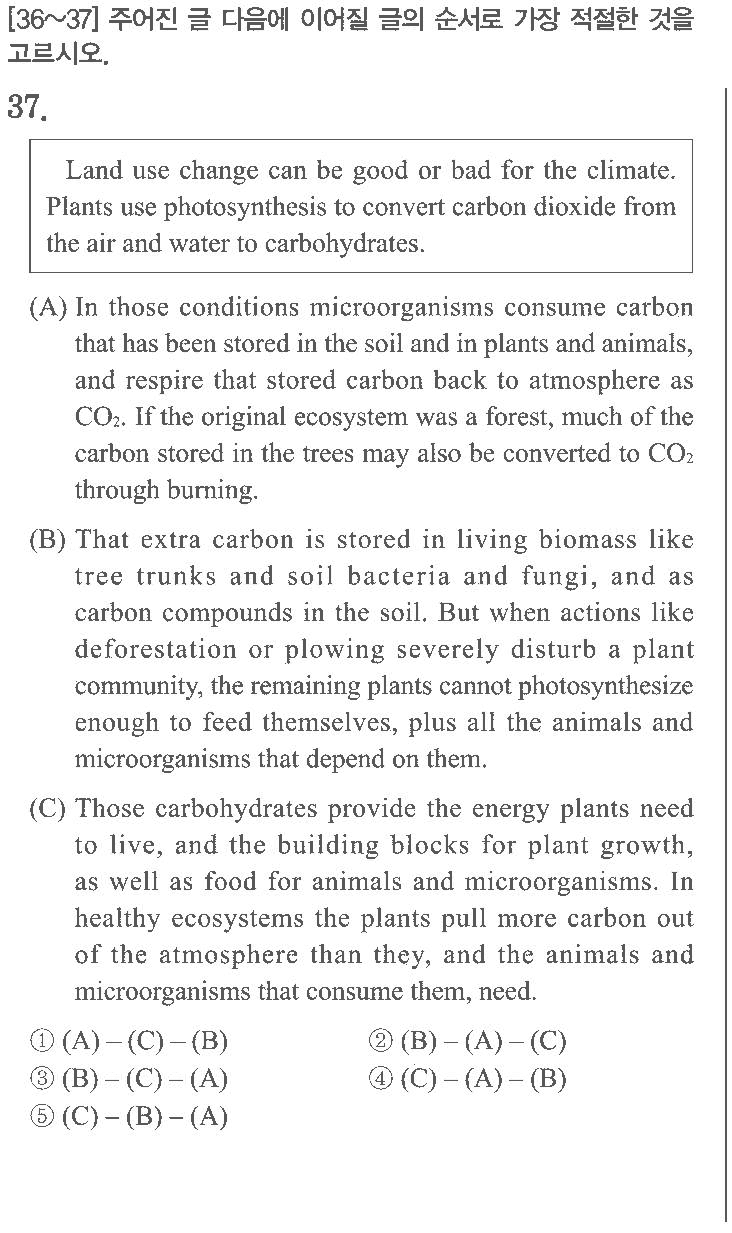 [36~37] 주어진 글 다음에 이어질 글의 순서로 가장 적절한 것을
고르시오.
37.
Land use change can be good or bad for the climate.
Plants use photosynthesis to convert carbon dioxide from
the air and water to carbohydrates.
(A) In those conditions microorganisms consume carbon
that has been stored in the soil and in plants and animals,
and respire that stored carbon back to atmosphere as
CO₂. If the original ecosystem was a forest, much of the
carbon stored in the trees may also be converted to CO₂
through burning.
(B) That extra carbon is stored in living biomass like
tree trunks and soil bacteria and fungi, and as
carbon compounds in the soil. But when actions like
deforestation or plowing severely disturb a plant
community, the remaining plants cannot photosynthesize
enough to feed themselves, plus all the animals and
microorganisms that depend on them.
(C) Those carbohydrates provide the energy plants need
to live, and the building blocks for plant growth,
as well as food for animals and microorganisms. In
healthy ecosystems the plants pull more carbon out
of the atmosphere than they, and the animals and
microorganisms that consume them, need.
① (A) – (C) – (B) ② (B) – (A) – (C)
③ (B) – (C) – (A) ④ (C) – (A) – (B)
⑤ (C) – (B) – (A)